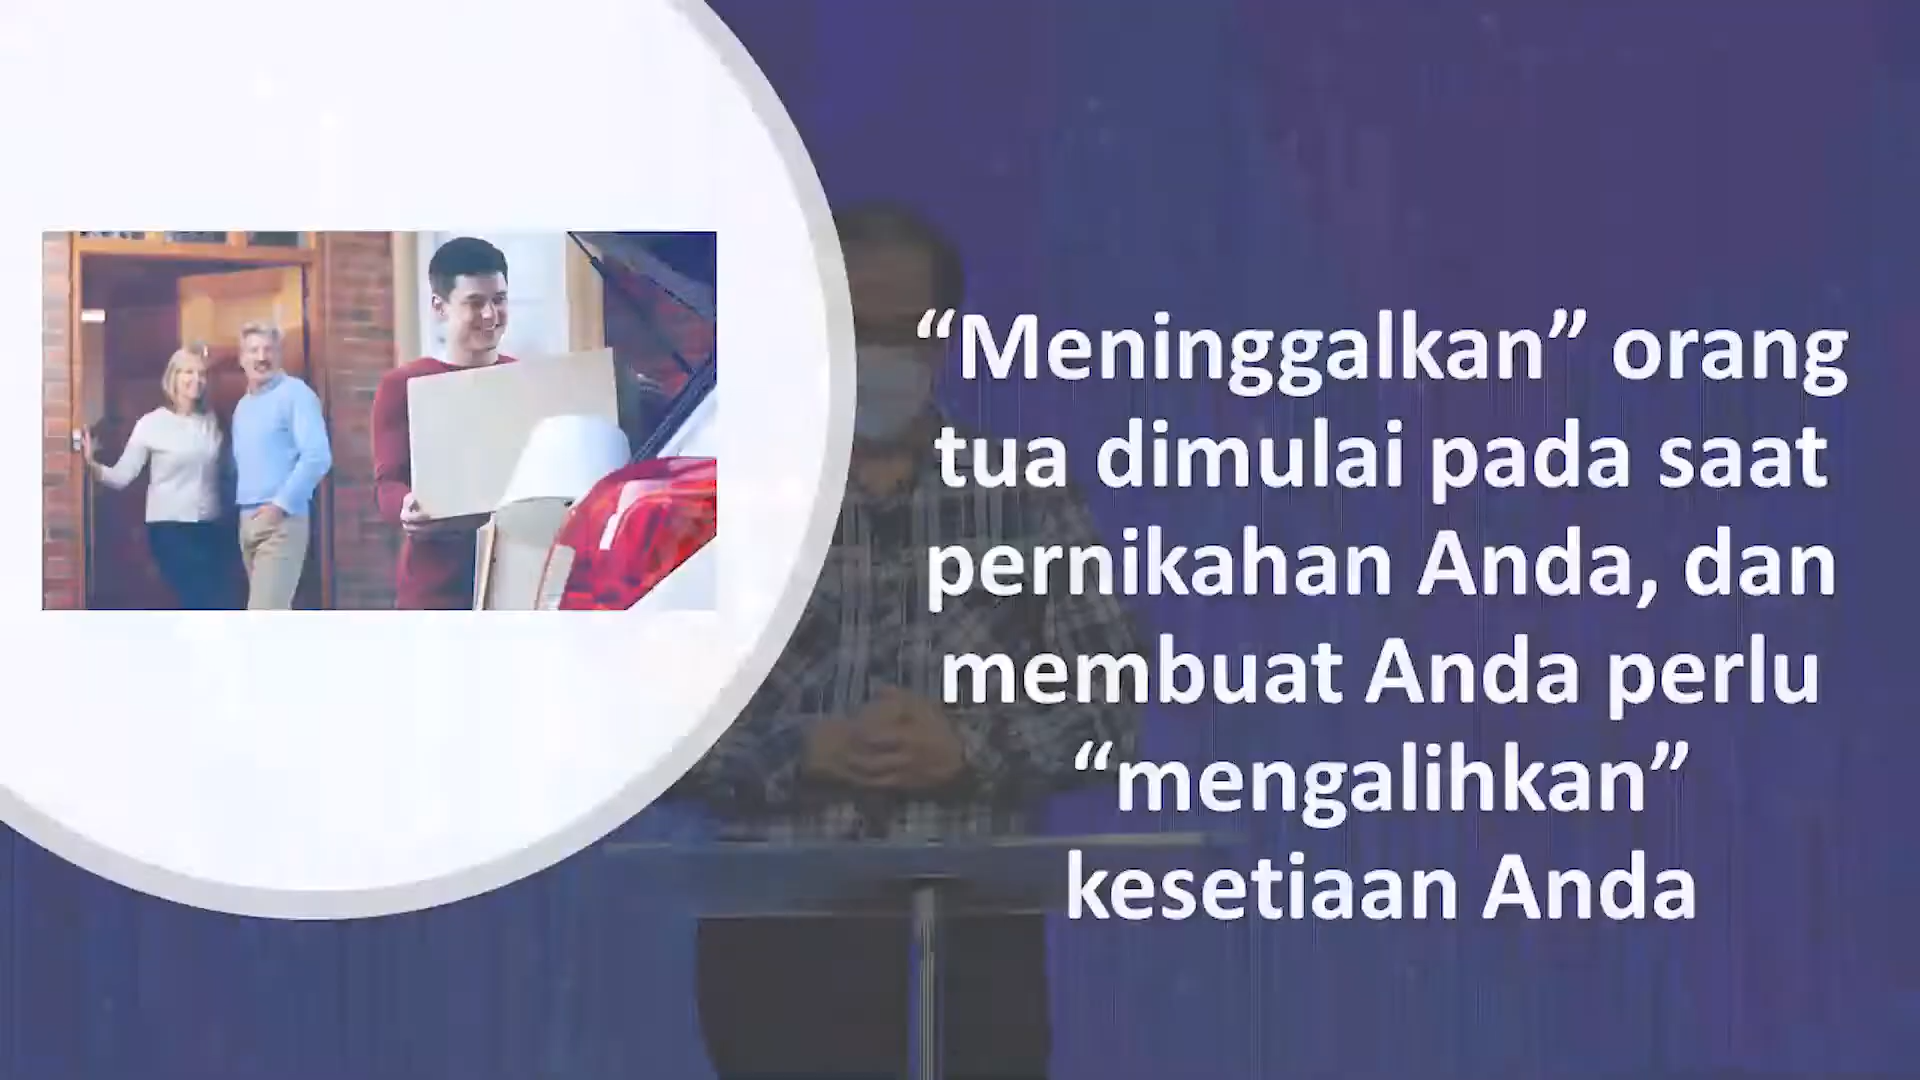 “Meninggalkan” orang
tua dimulai pada saat
pernikahan Anda, dan
membuat Anda perlu
“mengalihkan”
kesetiaan Anda